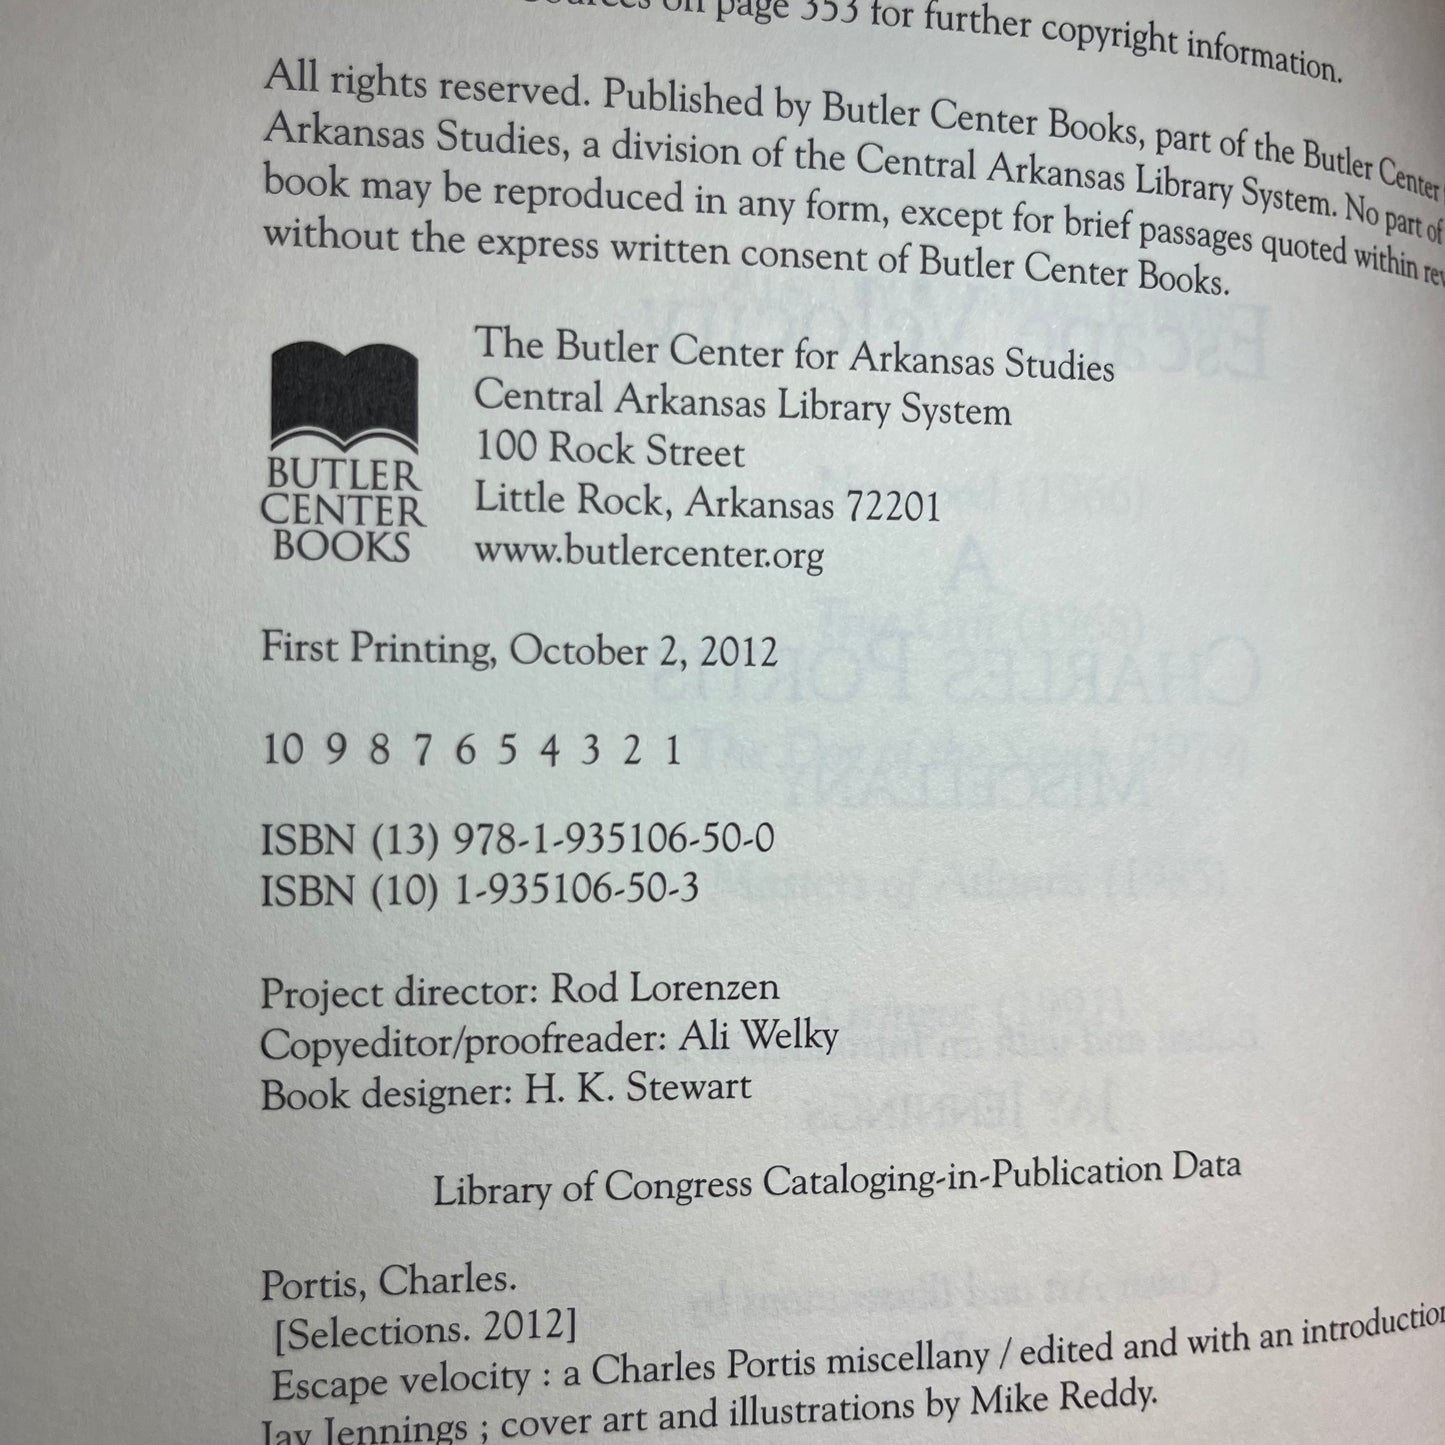 on page 353 for further copyright information.
All rights reserved. Published by Butler Center Books, part of the Butler Center
Arkansas Studies, a division of the Central Arkansas Library System. No part of
book may be reproduced in any form, except for brief passages quoted within
without the express written consent of Butler Center Books.
BUTLER
CENTER
BOOKS
The Butler Center for Arkansas Studies
Central Arkansas Library System
100 Rock Street
Little Rock, Arkansas 72201
www.butlercenter.org
First Printing, October 2, 2012
10 9 8 7 6 5 4 3 2 1
ISBN (13) 978-1-935106-50-0
ISBN (10) 1-935106-50-3
Project director: Rod Lorenzen
Copyeditor/proofreader: Ali Welky
Book designer: H. K. Stewart
Library of Congress Cataloging-in-Publication Data
Portis, Charles.
[Selections. 2012]
Escape velocity : a Charles Portis miscellany / edited and with an introduction
Jay Jennings ; cover art and illustrations by Mike Reddy.